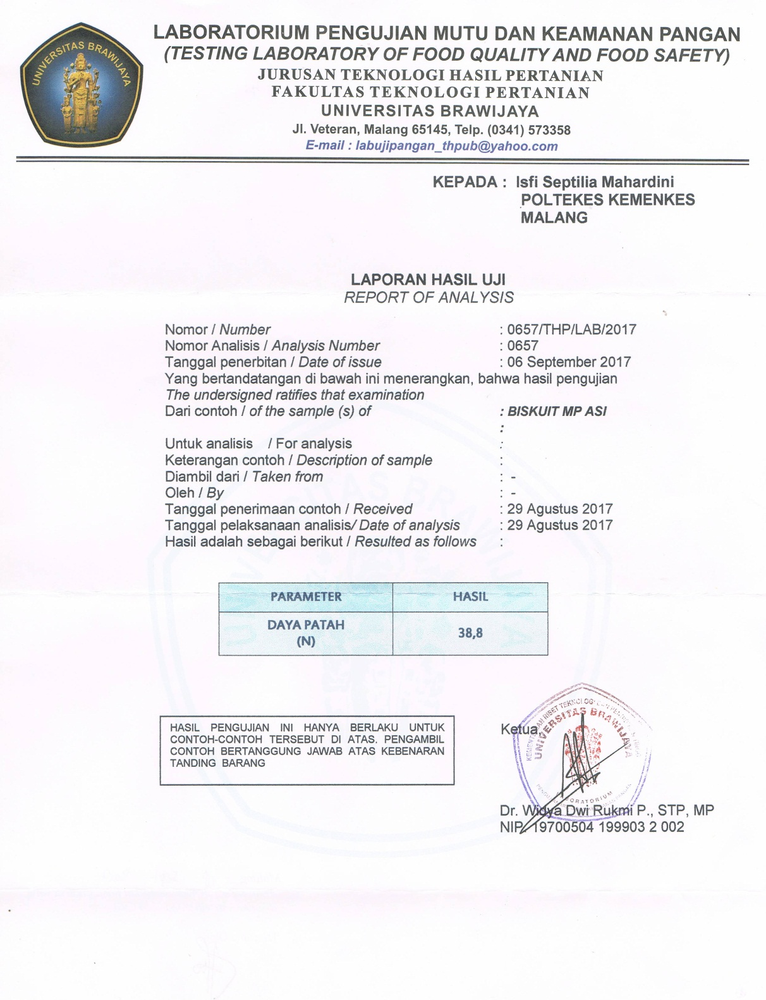 UNIVERSITAS BRAWIJAYA
LABORATORIUM PENGUJIAN MUTU DAN KEAMANAN PANGAN
(TESTING LABORATORY OF FOOD QUALITY AND FOOD SAFETY)
JURUSAN TEKNOLOGI HASIL PERTANIAN
FAKULTAS TEKNOLOGI PERTANIAN
UNIVERSITAS BRAWIJAYA
Jl. Veteran, Malang 65145, Telp. (0341) 573358
E-mail : labujipangan_thpub@yahoo.com
KEPADA : Isfi Septilia Mahardini
POLTEKES KEMENKES
MALANG
LAPORAN HASIL UJI
REPORT OF ANALYSIS
Nomor / Number : 0657/THP/LAB/2017
Nomor Analisis / Analysis Number : 0657
Tanggal penerbitan / Date of issue : 06 September 2017
Yang bertandatangan di bawah ini menerangkan, bahwa hasil pengujian
The undersigned ratifies that examination
Dari contoh / of the sample (s) of : BISKUIT MP ASI
:
Untuk analisis / For analysis :
Keterangan contoh / Description of sample :
Diambil dari / Taken from : -
Oleh / By : -
Tanggal penerimaan contoh / Received : 29 Agustus 2017
Tanggal pelaksanaan analisis/ Date of analysis : 29 Agustus 2017
Hasil adalah sebagai berikut / Resulted as follows :
PARAMETER HASIL
DAYA PATAH
(N) 38,8
HASIL PENGUJIAN INI HANYA BERLAKU UNTUK
CONTOH-CONTOH TERSEBUT DI ATAS. PENGAMBIL
CONTOH BERTANGGUNG JAWAB ATAS KEBENARAN
TANDING BARANG
Ketua,
UNIVERSITAS BRAWIJAYA
LABORATORIUM
Dr. Widya Dwi Rukmi P., STP, MP
NIP. 19700504 199903 2 002